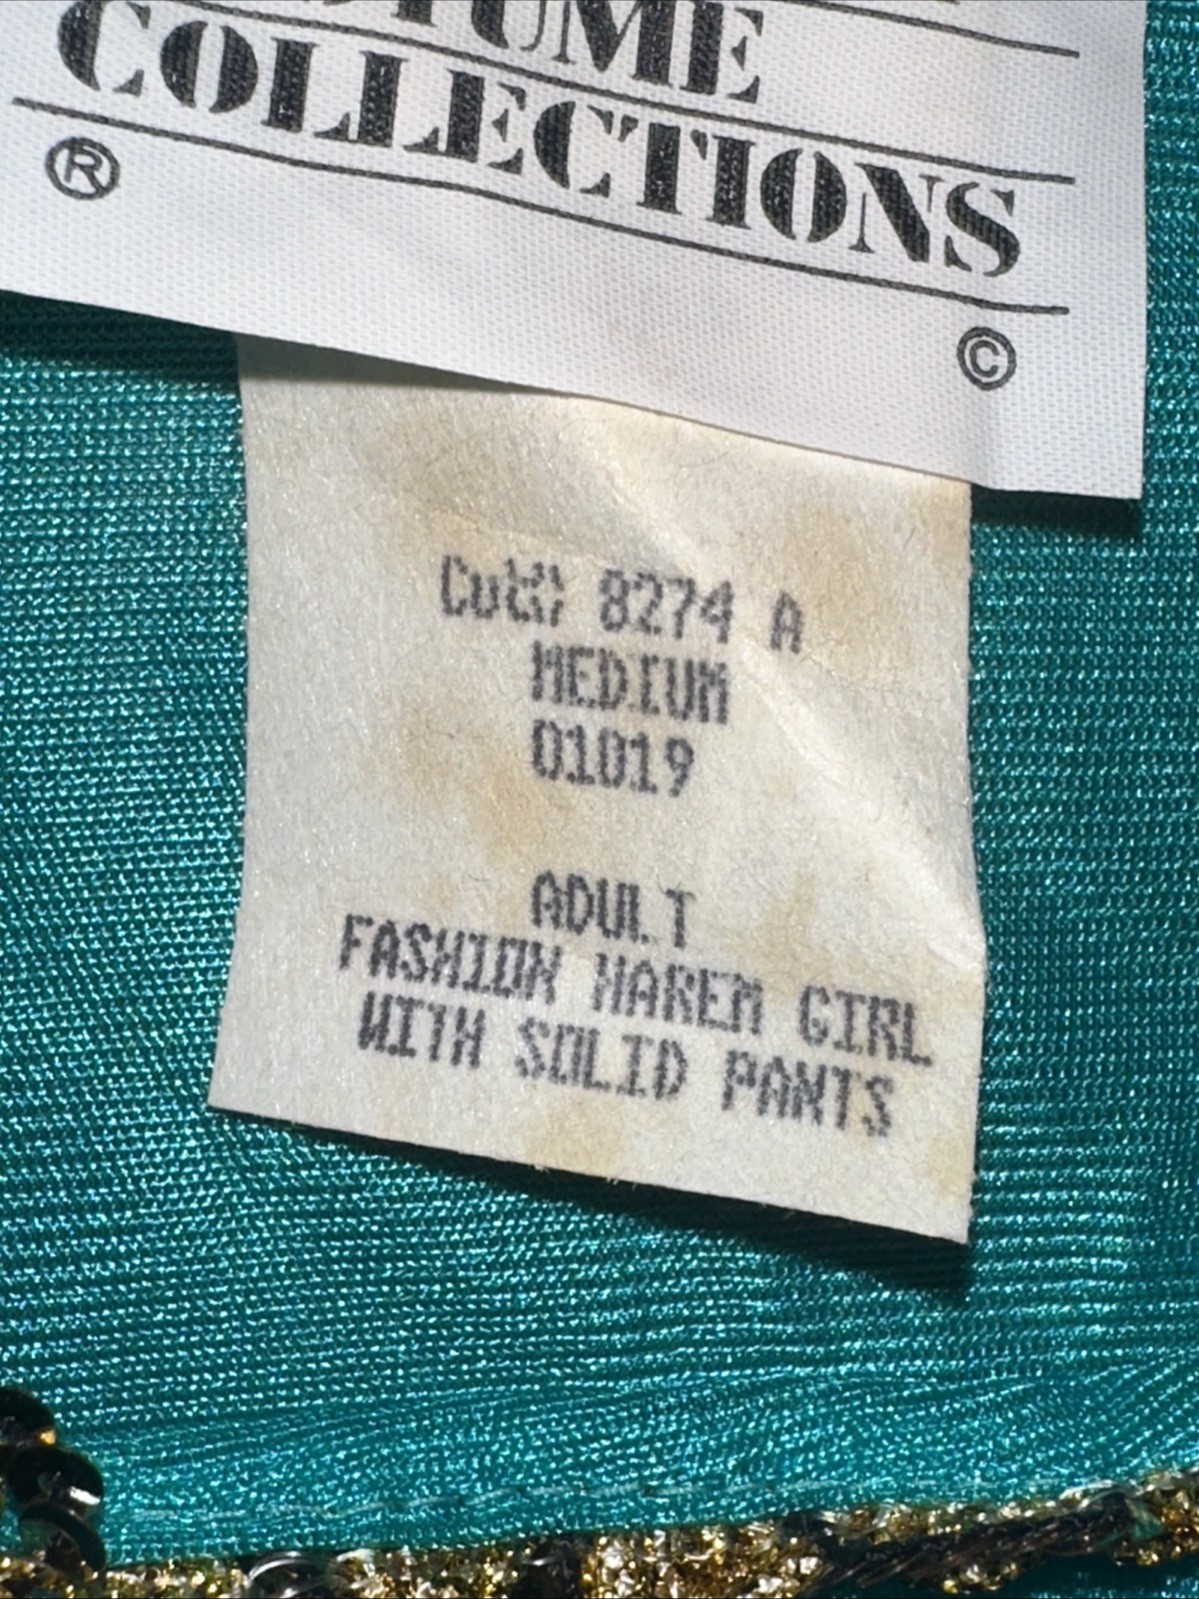 COLLECTIONS
®
©
8274 A
MEDIUM
01019
ADULT
FASHION HAREM GIRL
WITH SOLID PANTS